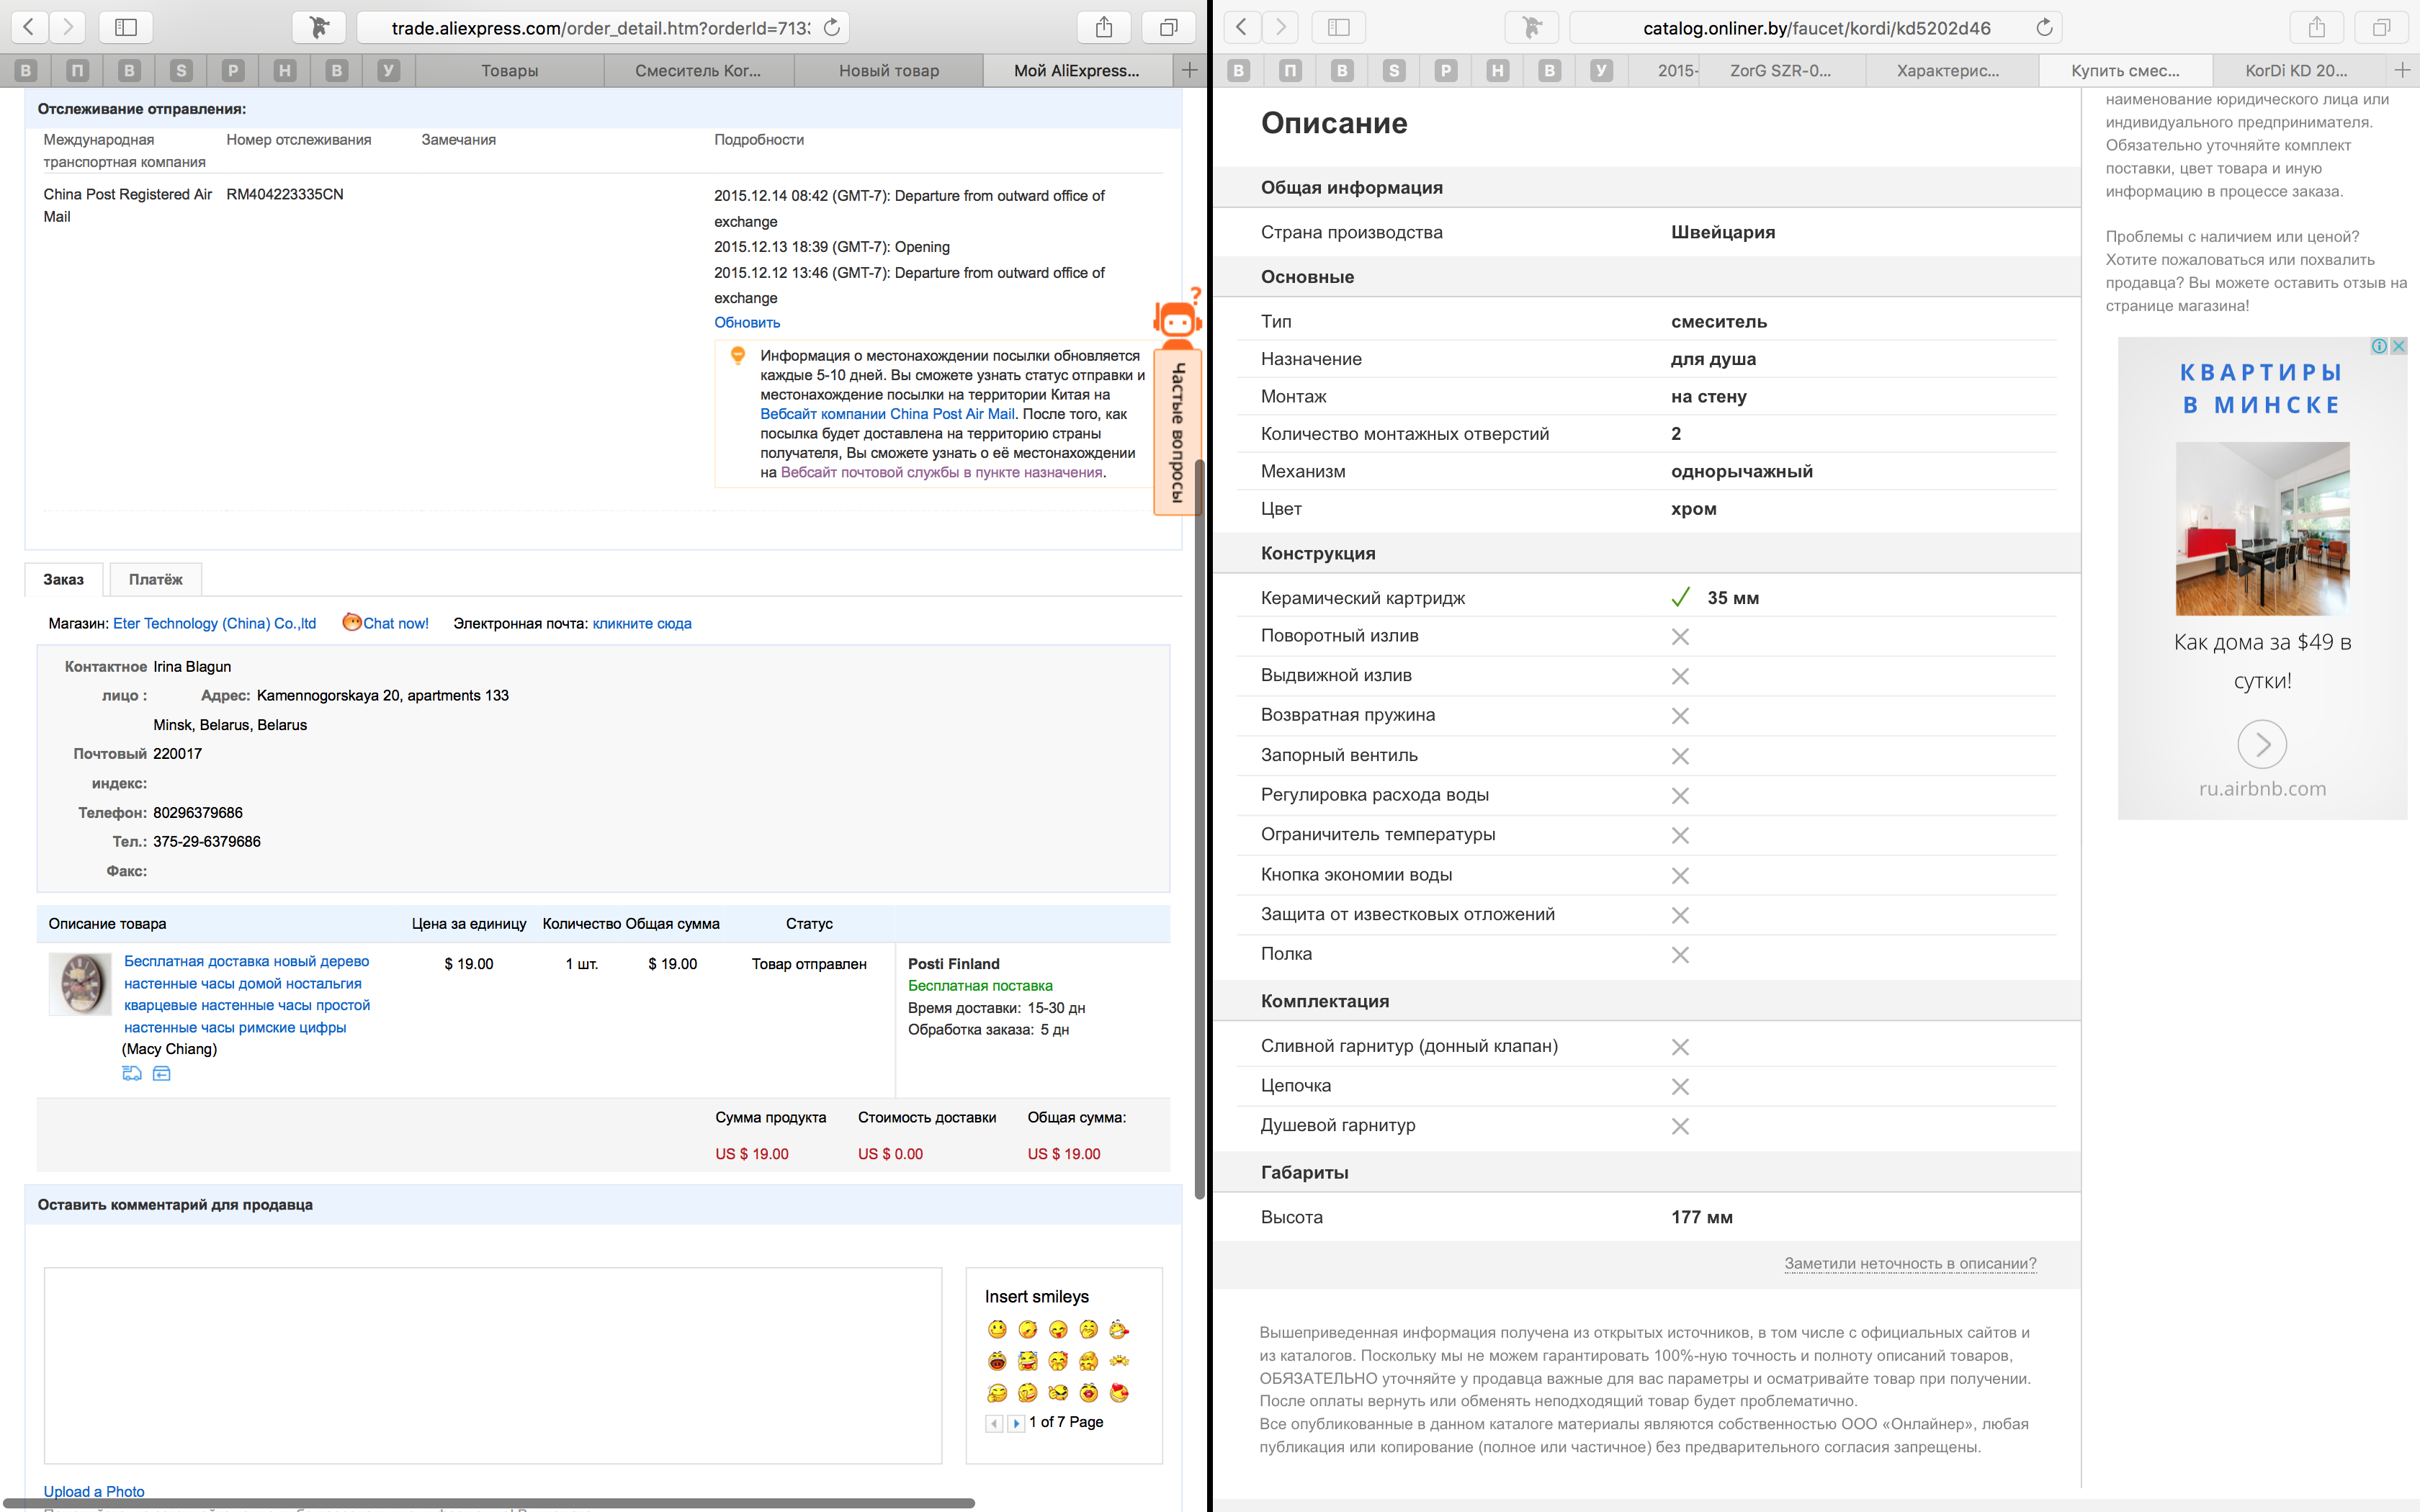 trade.aliexpress.com/order_detail.htm?orderId=713
В П В S Р Н В У Товары Смеситель Kor... Новый товар Мой AliExpress...
Отслеживание отправления:
Международная транспортная компания Номер отслеживания Замечания Подробности
China Post Registered Air Mail RM404223335CN
2015.12.14 08:42 (GMT-7): Departure from outward office of
exchange
2015.12.13 18:39 (GMT-7): Opening
2015.12.12 13:46 (GMT-7): Departure from outward office of
exchange
Обновить
Информация о местонахождении посылки обновляется
каждые 5-10 дней. Вы сможете узнать статус отправки и
местонахождение посылки на территории Китая на
Вебсайт компании China Post Air Mail. После того, как
посылка будет доставлена на территорию страны
получателя, Вы сможете узнать о её местонахождении
на Вебсайт почтовой службы в пункте назначения.
?
Частые вопросы
Заказ Платёж
Магазин: Eter Technology (China) Co.,ltd Chat now! Электронная почта: кликните сюда
Контактное лицо : Irina Blagun
Адрес: Kamennogorskaya 20, apartments 133
Minsk, Belarus, Belarus
Почтовый индекс: 220017
Телефон: 80296379686
Тел.: 375-29-6379686
Факс:
Описание товара Цена за единицу Количество Общая сумма Статус
Бесплатная доставка новый дерево
настенные часы домой ностальгия
кварцевые настенные часы простой
настенные часы римские цифры
(Macy Chiang)
$ 19.00 1 шт. $ 19.00 Товар отправлен
Posti Finland
Бесплатная поставка
Время доставки: 15-30 дн
Обработка заказа: 5 дн
Сумма продукта Стоимость доставки Общая сумма:
US $ 19.00 US $ 0.00 US $ 19.00
Оставить комментарий для продавца
Insert smileys
1 of 7 Page
Upload a Photo
catalog.onliner.by/faucet/kordi/kd5202d46
В П В S Р Н В У 2015- ZorG SZR-0... Характерис... Купить смес... KorDi KD 20...
Описание
Общая информация
Страна производства Швейцария
Основные
Тип смеситель
Назначение для душа
Монтаж на стену
Количество монтажных отверстий 2
Механизм однорычажный
Цвет хром
Конструкция
Керамический картридж 35 мм
Поворотный излив
Выдвижной излив
Возвратная пружина
Запорный вентиль
Регулировка расхода воды
Ограничитель температуры
Кнопка экономии воды
Защита от известковых отложений
Полка
Комплектация
Сливной гарнитур (донный клапан)
Цепочка
Душевой гарнитур
Габариты
Высота 177 мм
Заметили неточность в описании?
Вышеприведенная информация получена из открытых источников, в том числе с официальных сайтов и
из каталогов. Поскольку мы не можем гарантировать 100%-ную точность и полноту описаний товаров,
ОБЯЗАТЕЛЬНО уточняйте у продавца важные для вас параметры и осматривайте товар при получении.
После оплаты вернуть или обменять неподходящий товар будет проблематично.
Все опубликованные в данном каталоге материалы являются собственностью ООО «Онлайнер», любая
публикация или копирование (полное или частичное) без предварительного согласия запрещены.
наименование юридического лица или
индивидуального предпринимателя.
Обязательно уточняйте комплект
поставки, цвет товара и иную
информацию в процессе заказа.
Проблемы с наличием или ценой?
Хотите пожаловаться или похвалить
продавца? Вы можете оставить отзыв на
странице магазина!
КВАРТИРЫ
В МИНСКЕ
Как дома за $49 в
сутки!
ru.airbnb.com